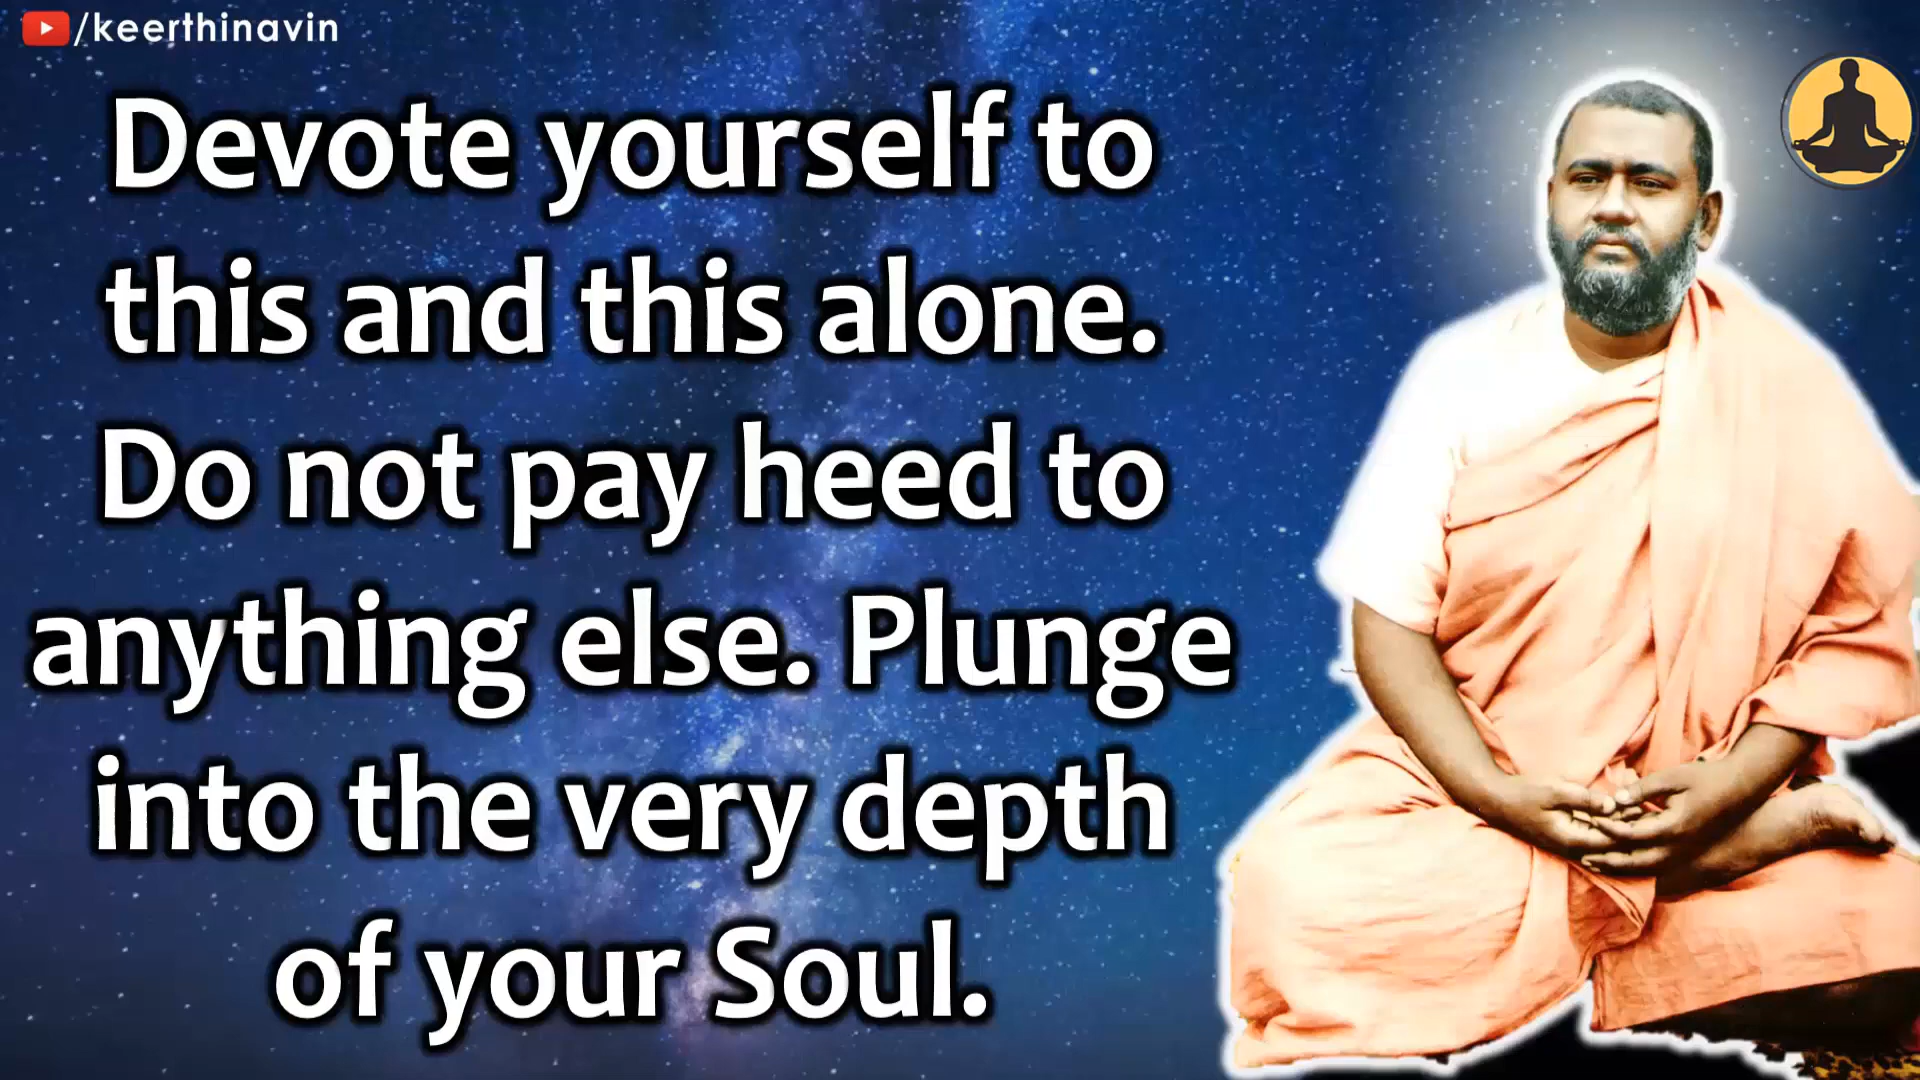 /keerthinavin
Devote yourself to
this and this alone.
Do not pay heed to
anything else. Plunge
into the very depth
of your Soul.